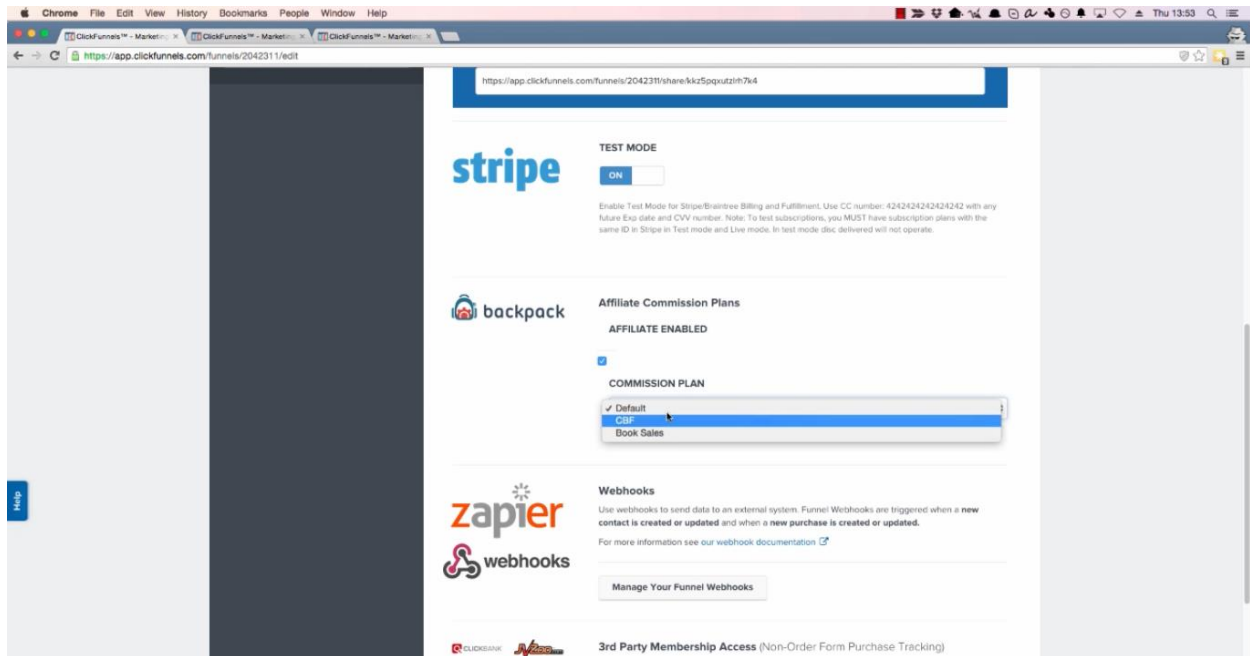 Chrome File Edit View History Bookmarks People Window Help
Thu 13:53
ClickFunnels™ - Marketing ClickFunnels™ - Marketing ClickFunnels™ - Marketing
https://app.clickfunnels.com/funnels/2042311/edit
https://app.clickfunnels.com/funnels/2042311/share/kkz5pqxutzlrh7k4
stripe
TEST MODE
ON
Enable Test Mode for Stripe/Braintree Billing and Fulfillment. Use CC number: 4242424242424242 with any
future Exp date and CVV number. Note: To test subscriptions, you MUST have subscription plans with the
same ID in Stripe in Test mode and Live mode. In test mode disc delivered will not operate.
backpack
Affiliate Commission Plans
AFFILIATE ENABLED
COMMISSION PLAN
✓ Default
CBF
Book Sales
Help
zapier
webhooks
Webhooks
Use webhooks to send data to an external system. Funnel Webhooks are triggered when a new
contact is created or updated and when a new purchase is created or updated.
For more information see our webhook documentation
Manage Your Funnel Webhooks
CLICKBANK JVZoo.com
3rd Party Membership Access (Non-Order Form Purchase Tracking)